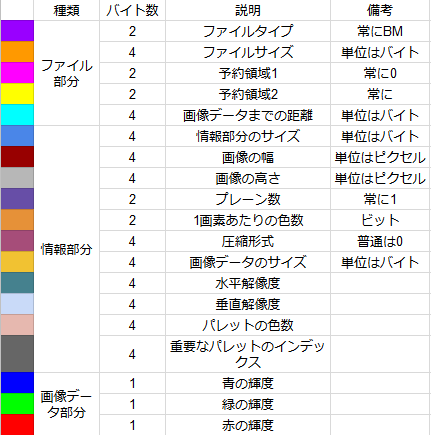 種類 バイト数 説明 備考
ファイル部分 2 ファイルタイプ 常にBM
4 ファイルサイズ 単位はバイト
2 予約領域1 常に0
2 予約領域2 常に
4 画像データまでの距離 単位はバイト
情報部分 4 情報部分のサイズ 単位はバイト
4 画像の幅 単位はピクセル
4 画像の高さ 単位はピクセル
2 プレーン数 常に1
2 1画素あたりの色数 ビット
4 圧縮形式 普通は0
4 画像データのサイズ 単位はバイト
4 水平解像度
4 垂直解像度
4 パレットの色数
4 重要なパレットのインデックス
画像データ部分 1 青の輝度
1 緑の輝度
1 赤の輝度